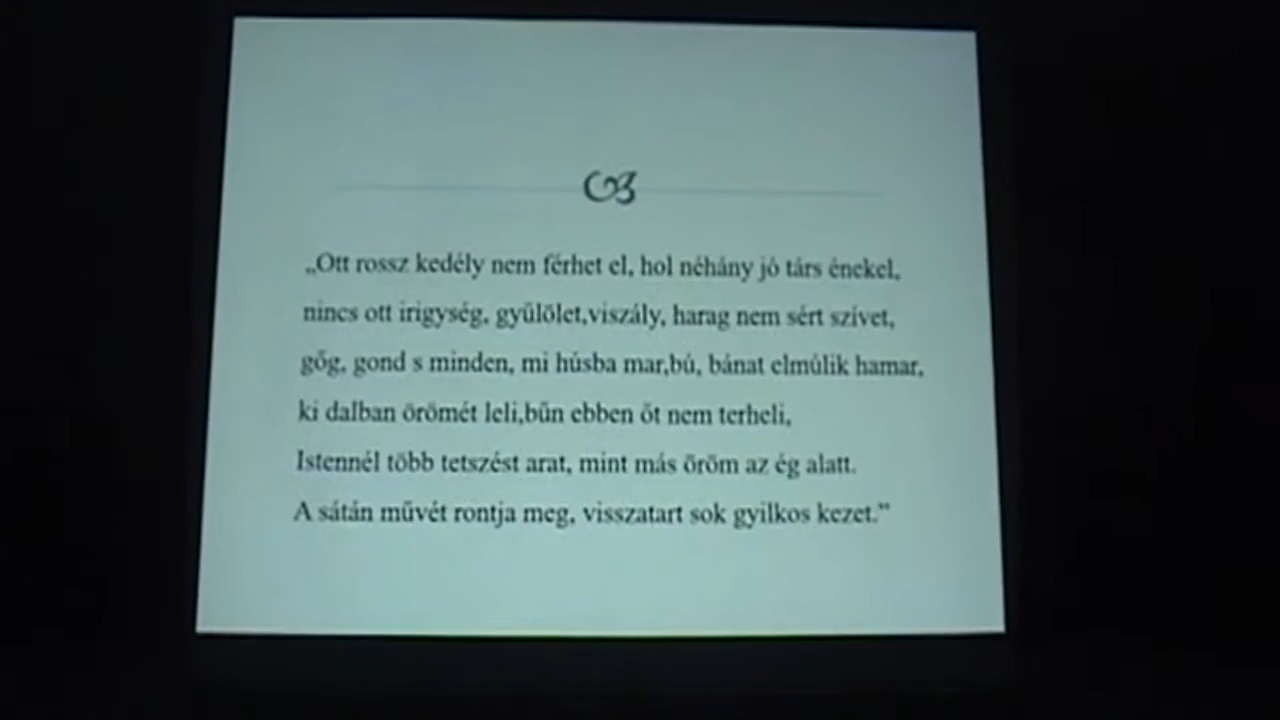 „Ott rossz kedély nem férhet el, hol néhány jó társ énekel,
nincs ott irigység, gyűlölet,viszály, harag nem sért szívet,
gőg, gond s minden, mi húsba mar,bú, bánat elmúlik hamar,
ki dalban örömét leli,bűn ebben őt nem terheli,
Istennél több tetszést arat, mint más öröm az ég alatt.
A sátán művét rontja meg, visszatart sok gyilkos kezet.”